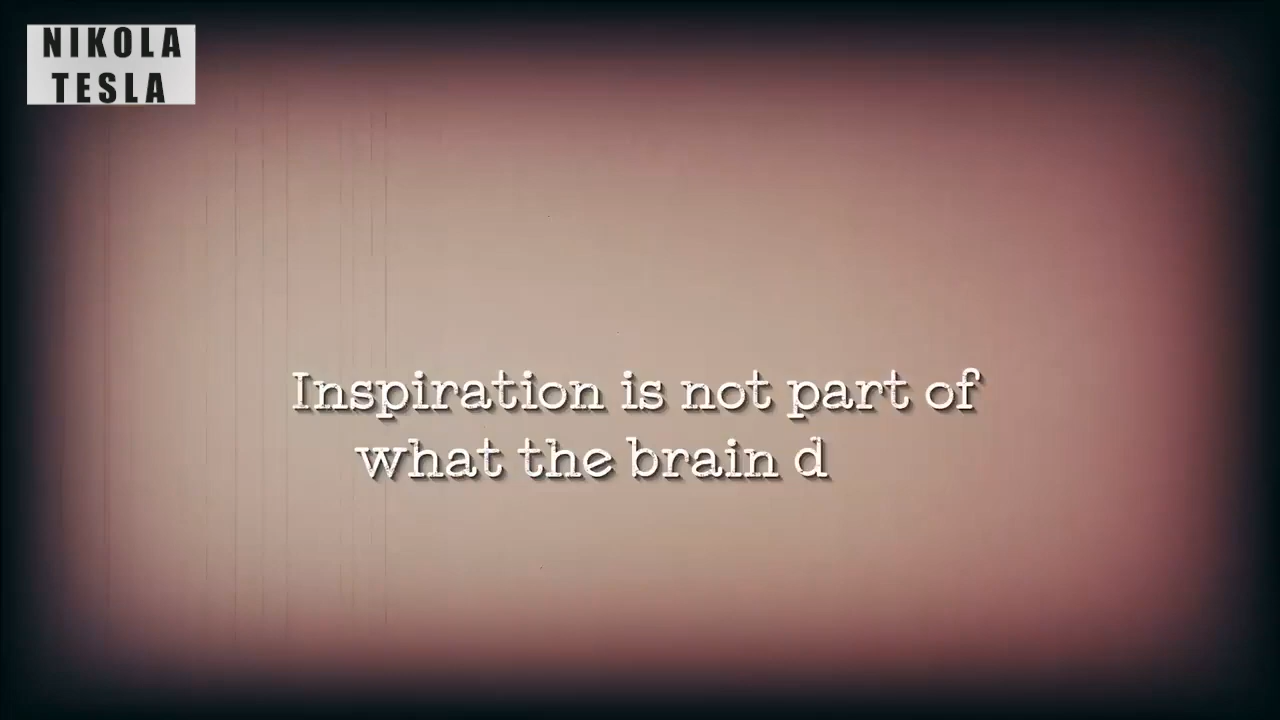 NIKOLA
TESLA
Inspiration is not part of
what the brain d